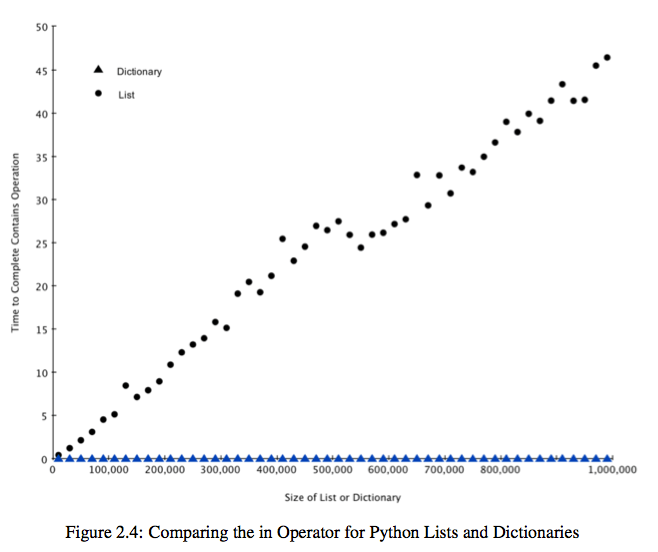 50
45
40
35
30
25
20
15
10
5
0
Dictionary
List
Time to Complete Contains Operation
0 100,000 200,000 300,000 400,000 500,000 600,000 700,000 800,000 1,000,000
Size of List or Dictionary
Figure 2.4: Comparing the in Operator for Python Lists and Dictionaries